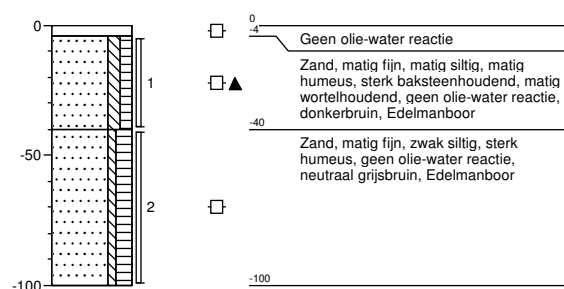 0
-50
-100
1
2
0
-4
Geen olie-water reactie
Zand, matig fijn, matig siltig, matig
humeus, sterk baksteenhoudend, matig
wortelhoudend, geen olie-water reactie,
donkerbruin, Edelmanboor
-40
Zand, matig fijn, zwak siltig, sterk
humeus, geen olie-water reactie,
neutraal grijsbruin, Edelmanboor
-100